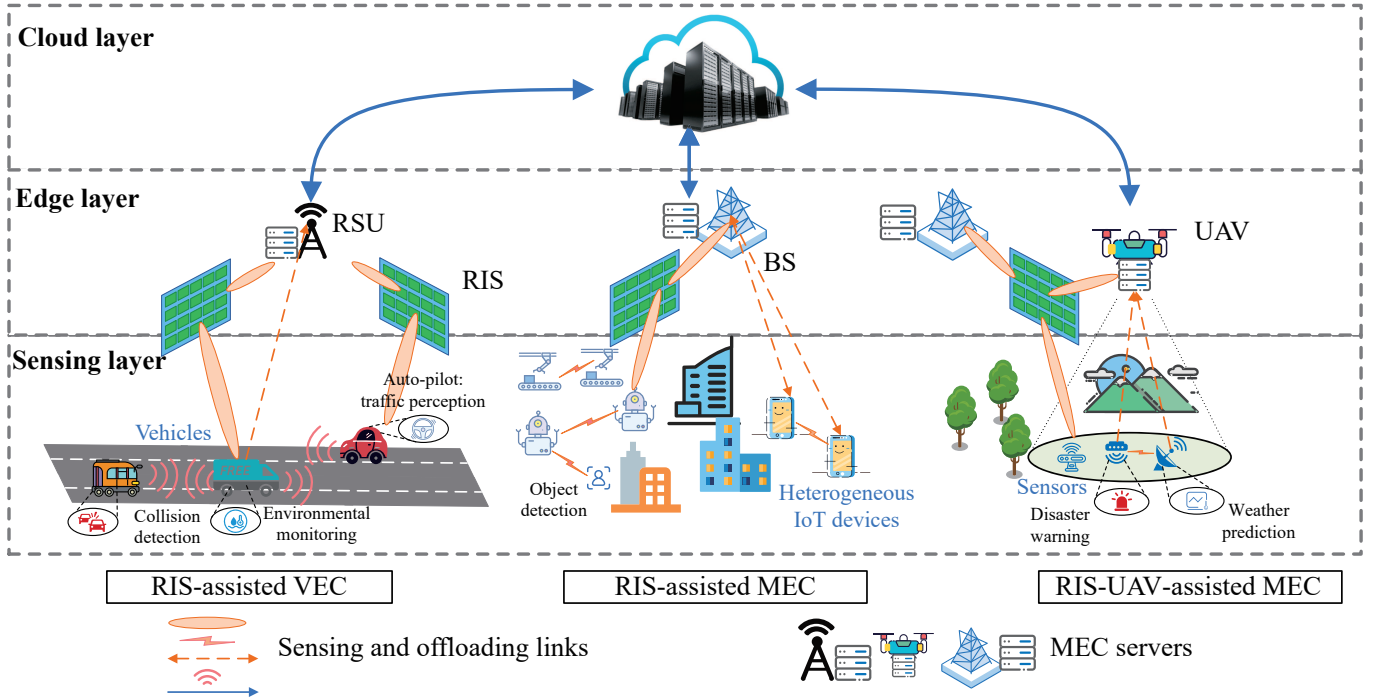 Cloud layer
Edge layer
RSU
RIS
BS
UAV
Sensing layer
Auto-pilot:
traffic perception
Vehicles
FREE
Collision
detection
Environmental
monitoring
Object
detection
Heterogeneous
IoT devices
Sensors
Disaster
warning
Weather
prediction
RIS-assisted VEC
RIS-assisted MEC
RIS-UAV-assisted MEC
Sensing and offloading links
MEC servers